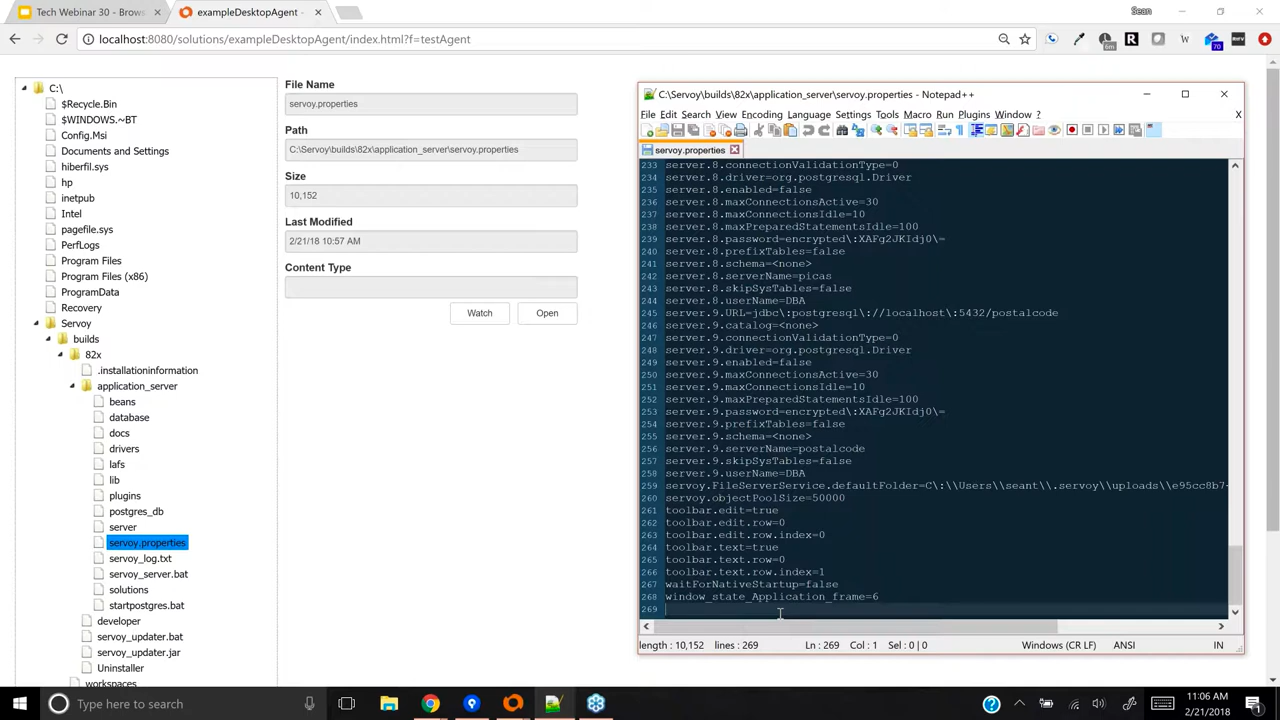 Tech Webinar 30 - Brows
exampleDesktopAgent
Sean
localhost:8080/solutions/exampleDesktopAgent/index.html?f=testAgent
C:\
$Recycle.Bin
$WINDOWS.~BT
Config.Msi
Documents and Settings
hiberfil.sys
hp
inetpub
Intel
pagefile.sys
PerfLogs
Program Files
Program Files (x86)
ProgramData
Recovery
Servoy
builds
82x
.installationinformation
application_server
beans
database
docs
drivers
lafs
lib
plugins
postgres_db
server
servoy.properties
servoy_log.txt
servoy_server.bat
solutions
startpostgres.bat
developer
servoy_updater.bat
servoy_updater.jar
Uninstaller
workspaces
File Name
servoy.properties
Path
C:\Servoy\builds\82x\application_server\servoy.properties
Size
10,152
Last Modified
2/21/18 10:57 AM
Content Type
Watch
Open
C:\Servoy\builds\82x\application_server\servoy.properties - Notepad++
File Edit Search View Encoding Language Settings Tools Macro Run Plugins Window ? X
servoy.properties
233 server.8.connectionValidationType=0
234 server.8.driver=org.postgresql.Driver
235 server.8.enabled=false
236 server.8.maxConnectionsActive=30
237 server.8.maxConnectionsIdle=10
238 server.8.maxPreparedStatementsIdle=100
239 server.8.password=encrypted\:XAFg2JKIdj0\=
240 server.8.prefixTables=false
241 server.8.schema=<none>
242 server.8.serverName=picas
243 server.8.skipSysTables=false
244 server.8.userName=DBA
245 server.9.URL=jdbc\:postgresql\://localhost\:5432/postalcode
246 server.9.catalog=<none>
247 server.9.connectionValidationType=0
248 server.9.driver=org.postgresql.Driver
249 server.9.enabled=false
250 server.9.maxConnectionsActive=30
251 server.9.maxConnectionsIdle=10
252 server.9.maxPreparedStatementsIdle=100
253 server.9.password=encrypted\:XAFg2JKIdj0\=
254 server.9.prefixTables=false
255 server.9.schema=<none>
256 server.9.serverName=postalcode
257 server.9.skipSysTables=false
258 server.9.userName=DBA
259 servoy.FileServerService.defaultFolder=C\:\\Users\\seant\\.servoy\\uploads\\e95cc8b7-
260 servoy.objectPoolSize=50000
261 toolbar.edit=true
262 toolbar.edit.row=0
263 toolbar.edit.row.index=0
264 toolbar.text=true
265 toolbar.text.row=0
266 toolbar.text.row.index=1
267 waitForNativeStartup=false
268 window_state_Application_frame=6
269
length : 10,152 lines : 269 Ln : 269 Col : 1 Sel : 0 | 0 Windows (CR LF) ANSI IN
Type here to search
11:06 AM
2/21/2018